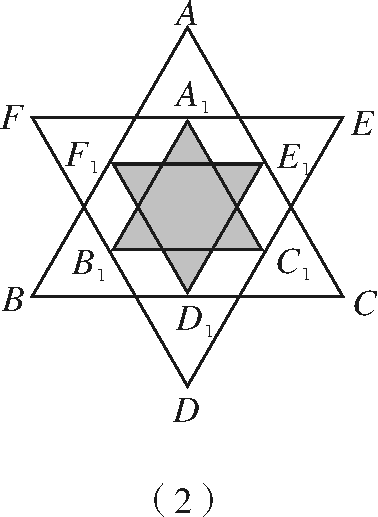 A
F A₁ E
F₁ E₁
B₁ C₁
B D₁ C
D
(2)